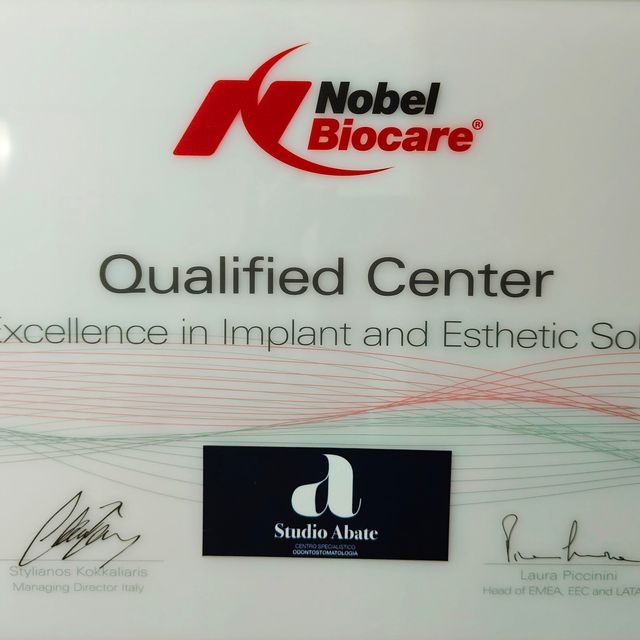 Nobel
Biocare®
Qualified Center
Excellence in Implant and Esthetic Sol
a
Studio Abate
CENTRO SPECIALISTICO
ODONTOSTOMATOLOGIA
Stylianos Kokkaliaris
Managing Director Italy
Laura Piccinini
Head of EMEA, EEC and LATA